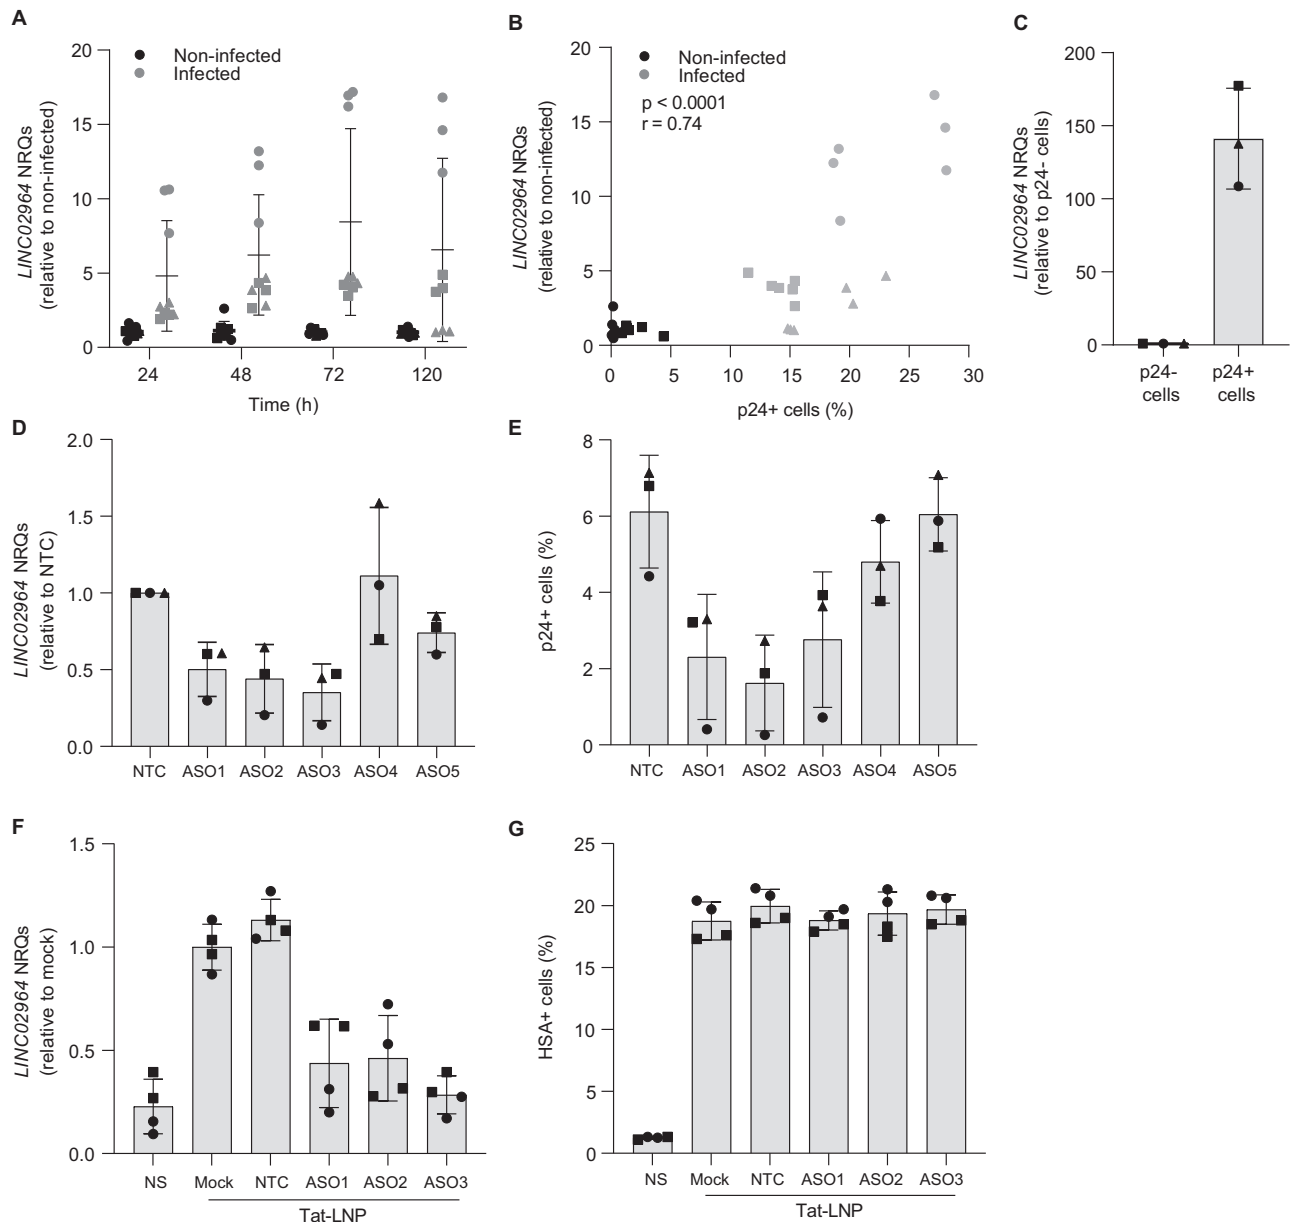 A
LINC02964 NRQs
(relative to non-infected)
20
15
10
5
0
Non-infected
Infected
24
48
72
120
Time (h)
B
LINC02964 NRQs
(relative to non-infected)
20
15
10
5
0
Non-infected
Infected
p < 0.0001
r = 0.74
0
5
10
15
20
25
30
p24+ cells (%)
C
LINC02964 NRQs
(relative to p24- cells)
200
150
100
50
0
p24-
cells
p24+
cells
D
LINC02964 NRQs
(relative to NTC)
2.0
1.5
1.0
0.5
0.0
NTC
ASO1
ASO2
ASO3
ASO4
ASO5
E
p24+ cells (%)
8
6
4
2
0
NTC
ASO1
ASO2
ASO3
ASO4
ASO5
F
LINC02964 NRQs
(relative to mock)
1.5
1.0
0.5
0.0
NS
Mock
NTC
ASO1
ASO2
ASO3
Tat-LNP
G
HSA+ cells (%)
25
20
15
10
5
0
NS
Mock
NTC
ASO1
ASO2
ASO3
Tat-LNP